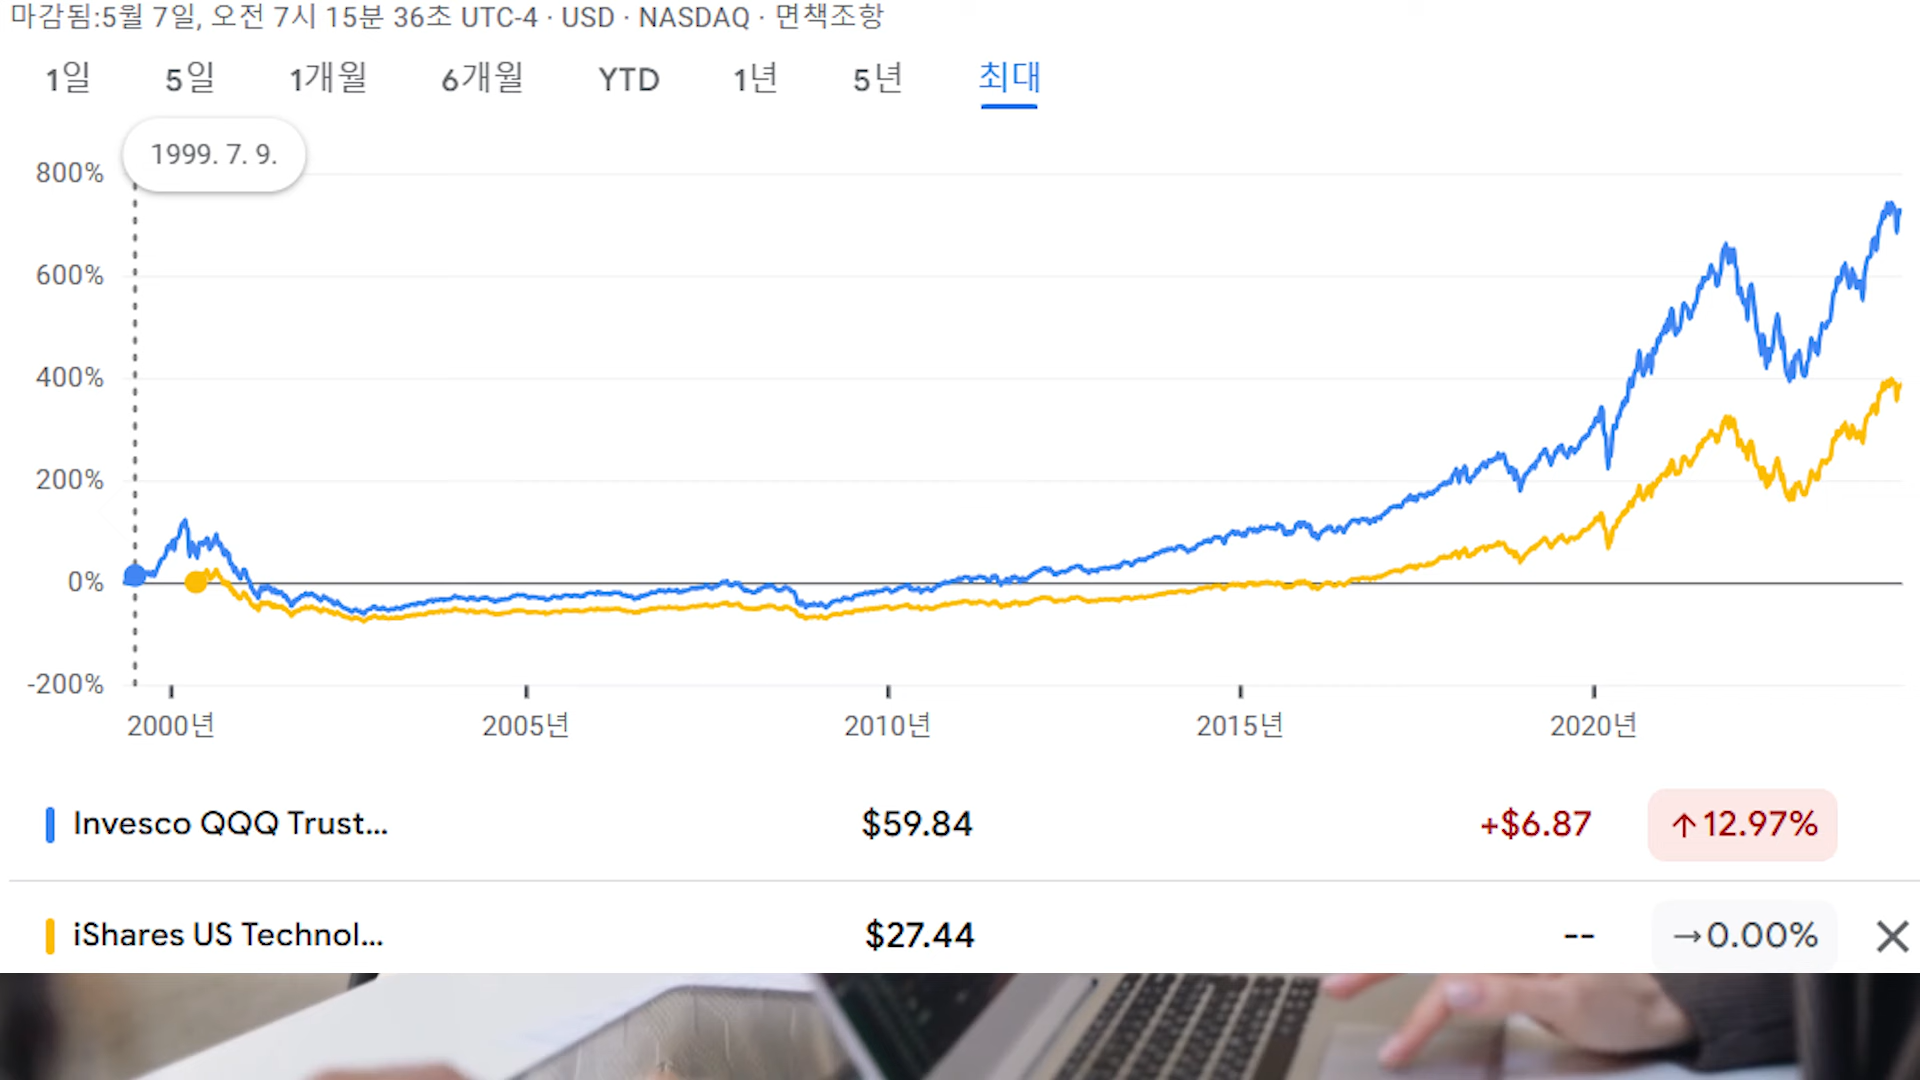 마감됨:5월 7일, 오전 7시 15분 36초 UTC-4 · USD · NASDAQ · 면책조항
1일 5일 1개월 6개월 YTD 1년 5년 최대
1999. 7. 9.
800%
600%
400%
200%
0%
-200%
2000년 2005년 2010년 2015년 2020년
Invesco QQQ Trust... $59.84 +$6.87 ↑12.97%
iShares US Technol... $27.44 -- →0.00%